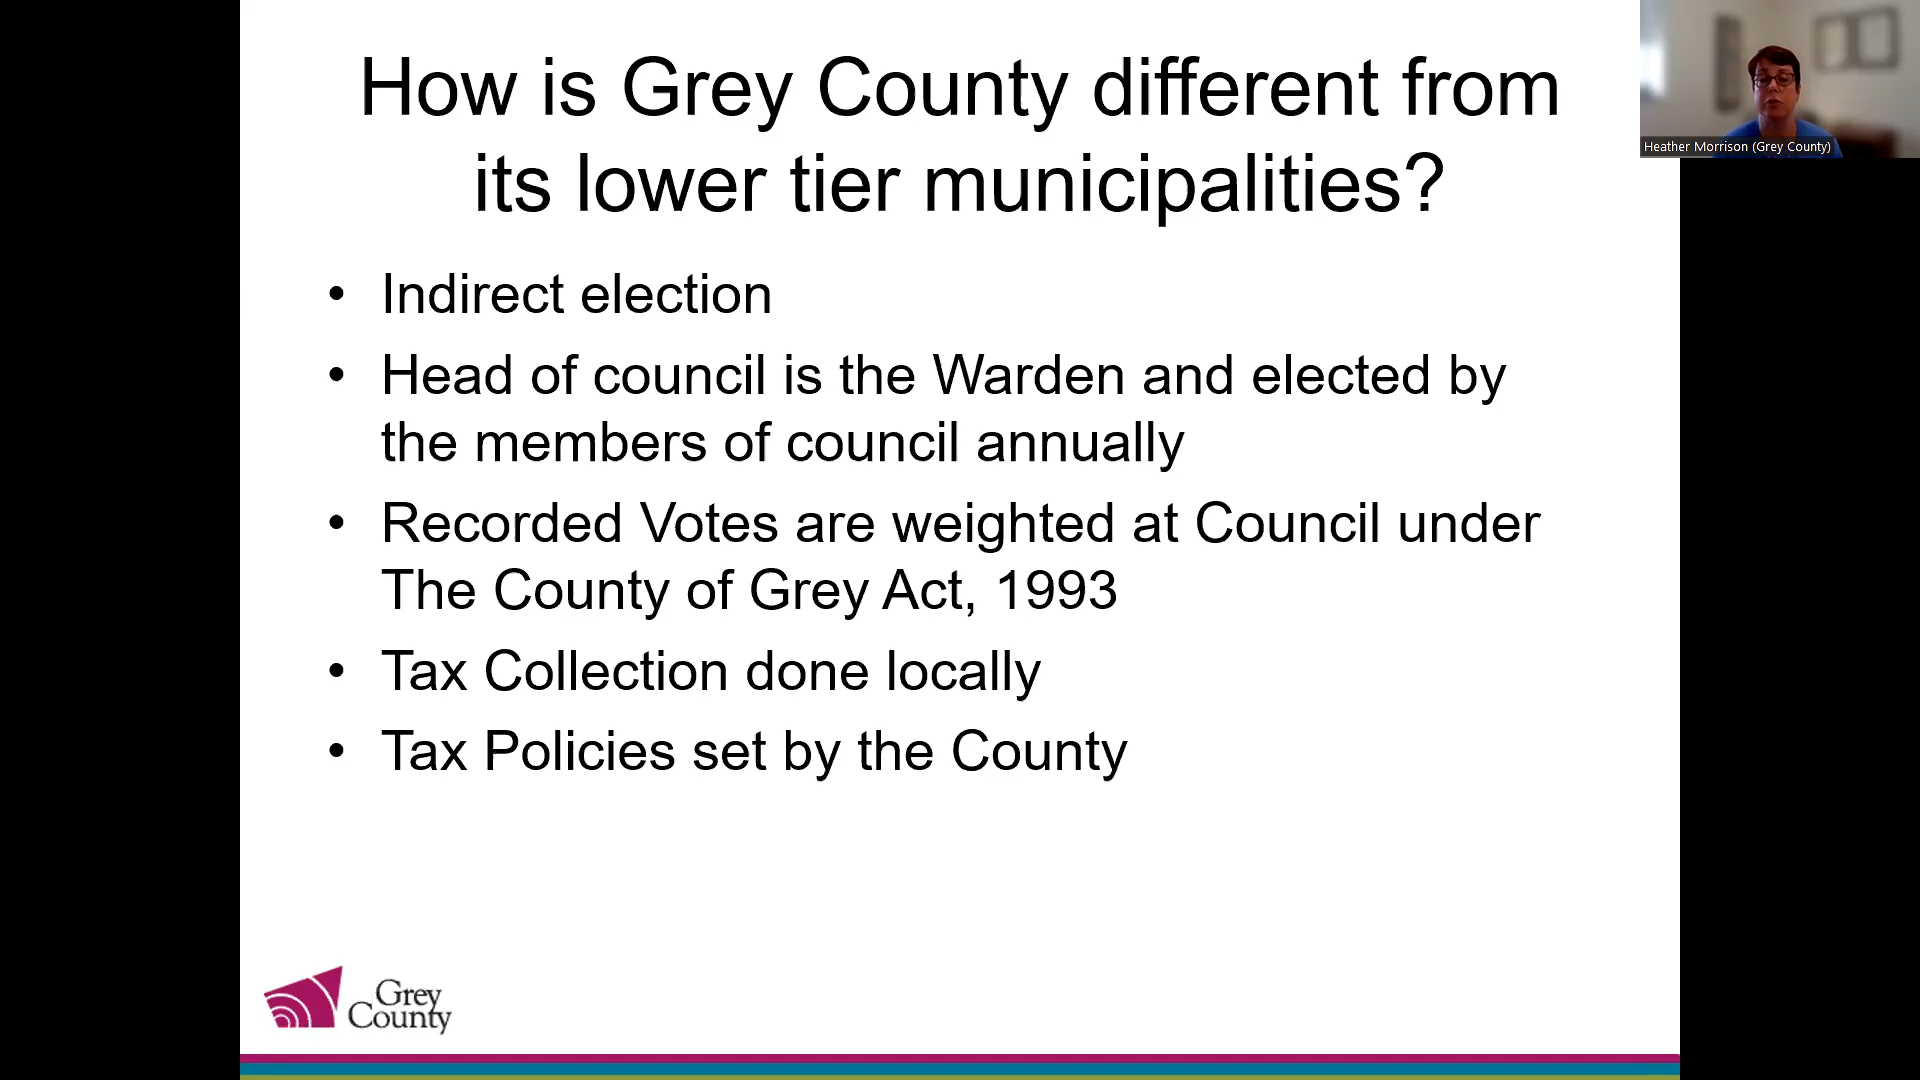 How is Grey County different from
its lower tier municipalities?
Heather Morrison (Grey County)
• Indirect election
• Head of council is the Warden and elected by
the members of council annually
• Recorded Votes are weighted at Council under
The County of Grey Act, 1993
• Tax Collection done locally
• Tax Policies set by the County
Grey
County